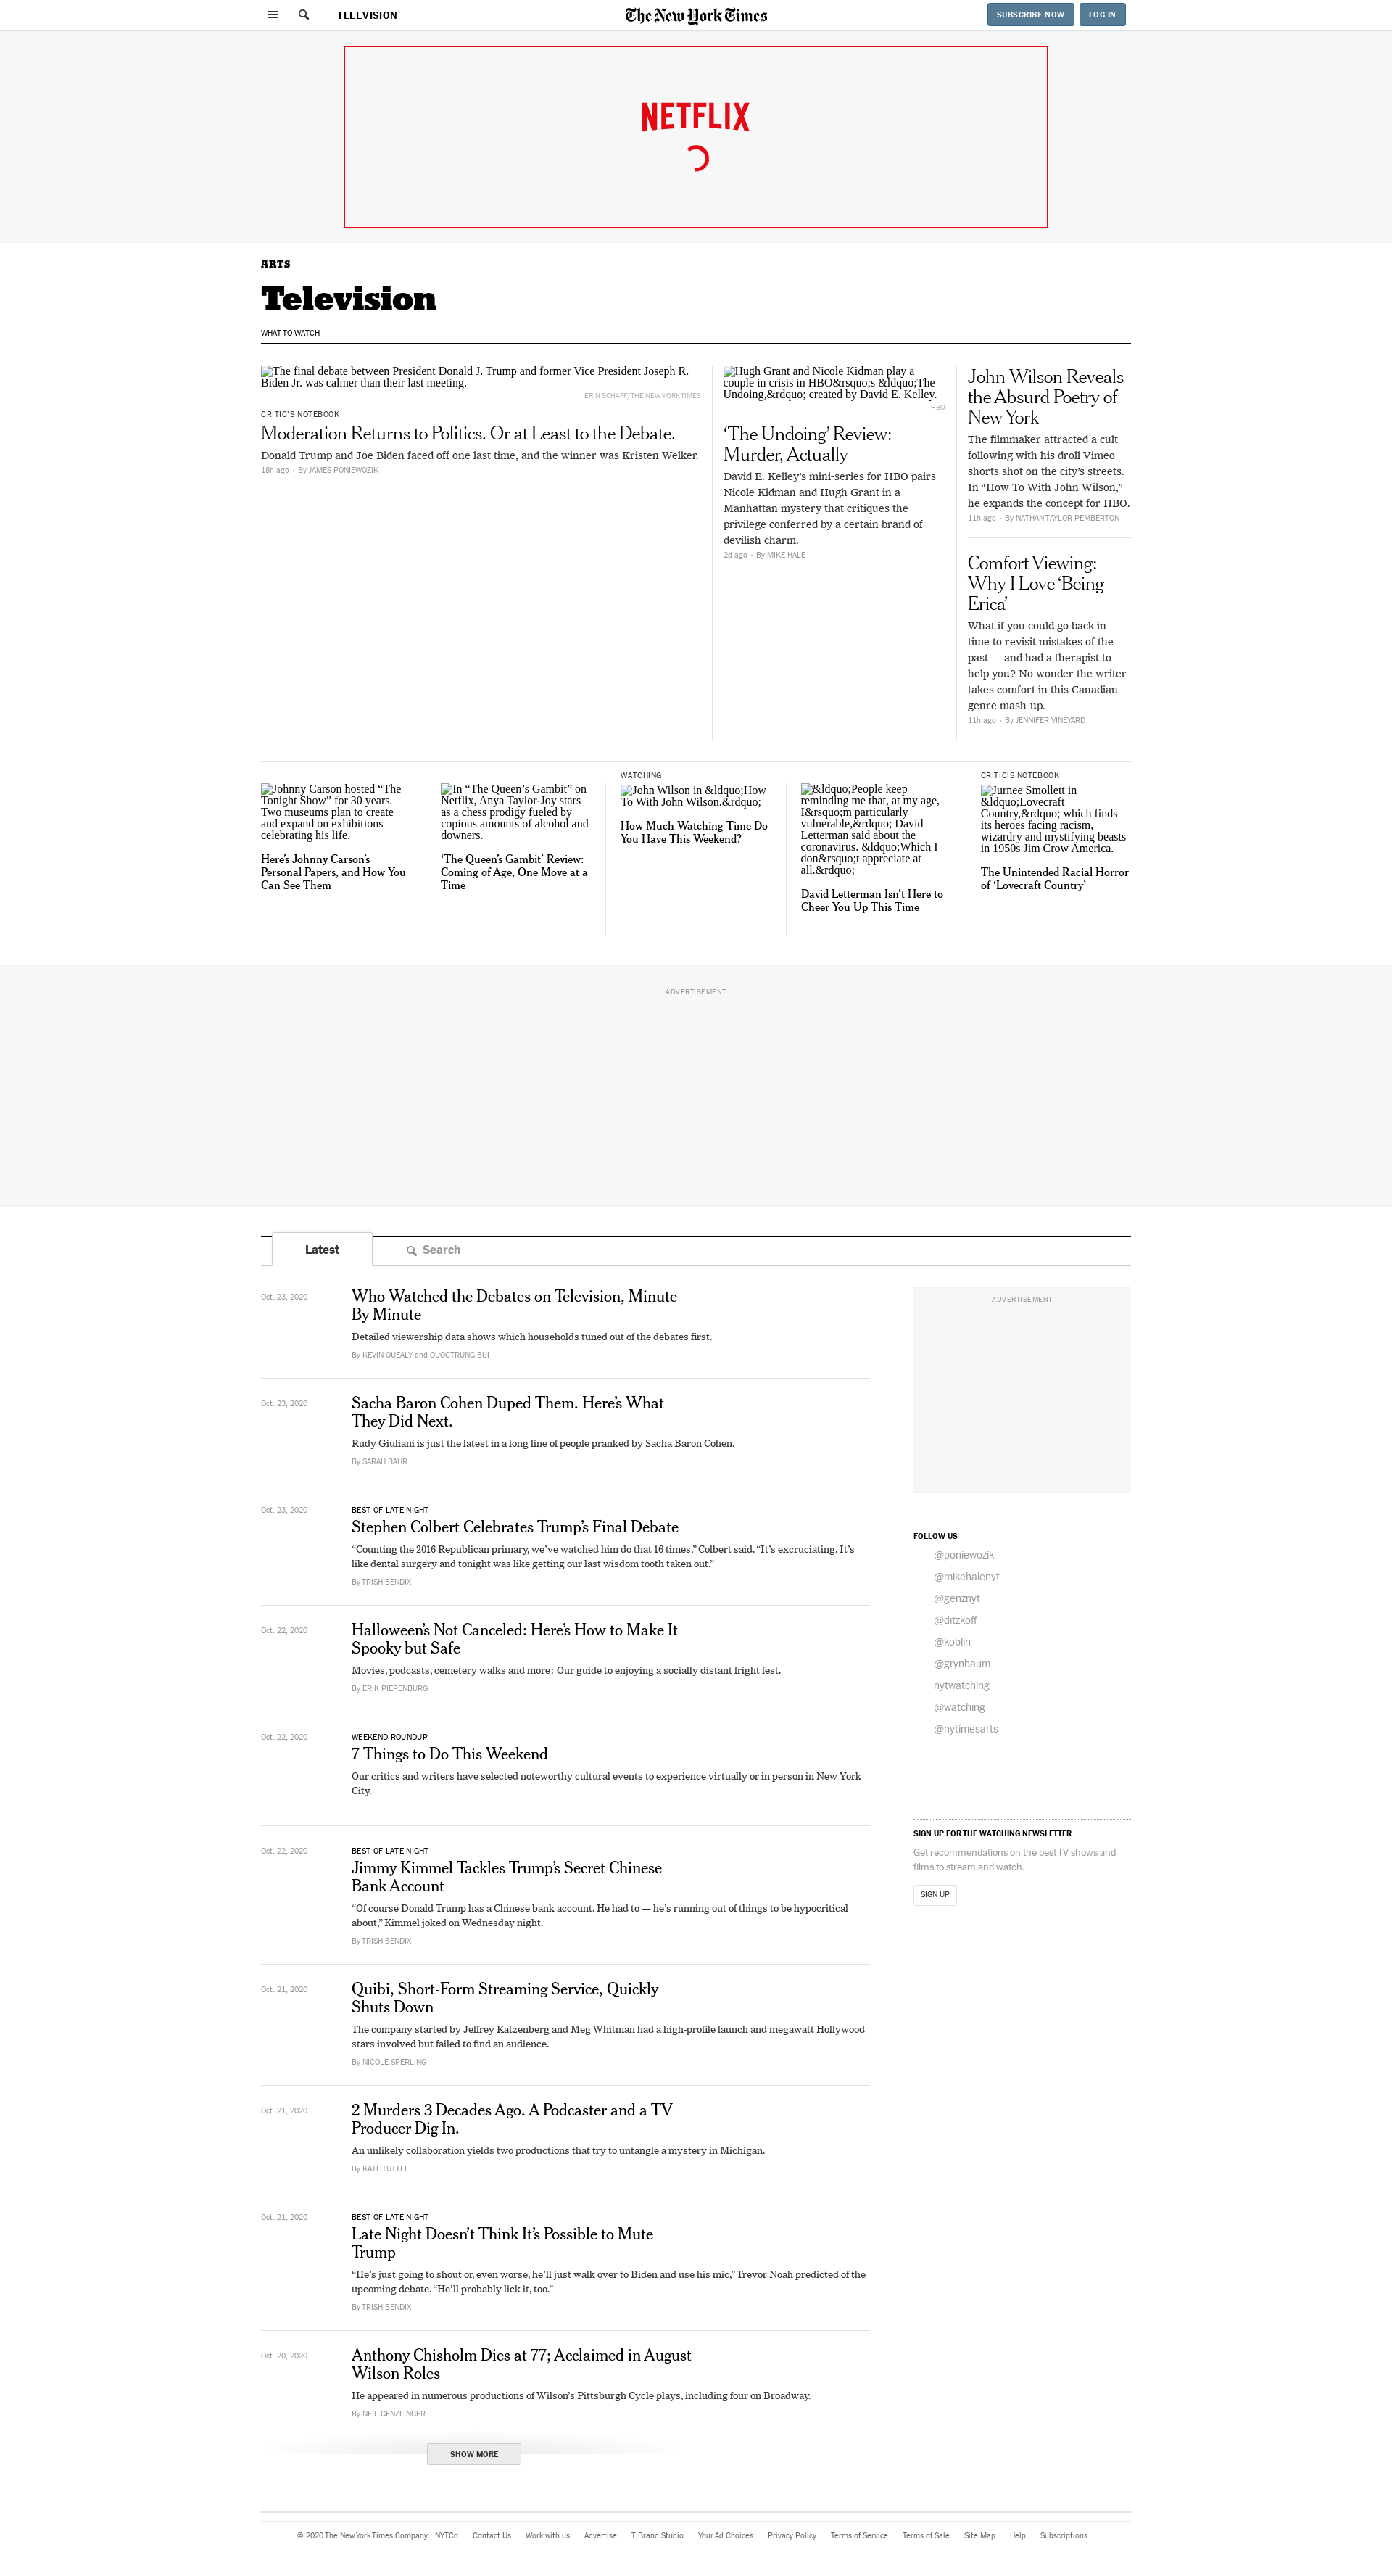 TELEVISION
The New York Times
SUBSCRIBE NOW
LOG IN
NETFLIX
ARTS
Television
WHAT TO WATCH
The final debate between President Donald J. Trump and former Vice President Joseph R.
Biden Jr. was calmer than their last meeting.
ERIN SCHAFF/THE NEW YORK TIMES
CRITIC'S NOTEBOOK
Moderation Returns to Politics. Or at Least to the Debate.
Donald Trump and Joe Biden faced off one last time, and the winner was Kristen Welker.
18h ago • By JAMES PONIEWOZIK
Hugh Grant and Nicole Kidman play a
couple in crisis in HBO&rsquo;s &ldquo;The
Undoing,&rdquo; created by David E. Kelley.
HBO
‘The Undoing’ Review:
Murder, Actually
David E. Kelley’s mini-series for HBO pairs
Nicole Kidman and Hugh Grant in a
Manhattan mystery that critiques the
privilege conferred by a certain brand of
devilish charm.
2d ago • By MIKE HALE
John Wilson Reveals
the Absurd Poetry of
New York
The filmmaker attracted a cult
following with his droll Vimeo
shorts shot on the city’s streets.
In “How To With John Wilson,”
he expands the concept for HBO.
11h ago • By NATHAN TAYLOR PEMBERTON
Comfort Viewing:
Why I Love ‘Being
Erica’
What if you could go back in
time to revisit mistakes of the
past — and had a therapist to
help you? No wonder the writer
takes comfort in this Canadian
genre mash-up.
11h ago • By JENNIFER VINEYARD
Johnny Carson hosted “The
Tonight Show” for 30 years.
Two museums plan to create
and expand on exhibitions
celebrating his life.
Here’s Johnny Carson’s
Personal Papers, and How You
Can See Them
In “The Queen’s Gambit” on
Netflix, Anya Taylor-Joy stars
as a chess prodigy fueled by
copious amounts of alcohol and
downers.
‘The Queen’s Gambit’ Review:
Coming of Age, One Move at a
Time
WATCHING
John Wilson in &ldquo;How
To With John Wilson.&rdquo;
How Much Watching Time Do
You Have This Weekend?
&ldquo;People keep
reminding me that, at my age,
I&rsquo;m particularly
vulnerable,&rdquo; David
Letterman said about the
coronavirus. &ldquo;Which I
don&rsquo;t appreciate at
all.&rdquo;
David Letterman Isn’t Here to
Cheer You Up This Time
CRITIC'S NOTEBOOK
Jurnee Smollett in
&ldquo;Lovecraft
Country,&rdquo; which finds
its heroes facing racism,
wizardry and mystifying beasts
in 1950s Jim Crow America.
The Unintended Racial Horror
of ‘Lovecraft Country’
ADVERTISEMENT
Latest
Search
Oct. 23, 2020
Who Watched the Debates on Television, Minute
By Minute
Detailed viewership data shows which households tuned out of the debates first.
By KEVIN QUEALY and QUOCTRUNG BUI
Oct. 23, 2020
Sacha Baron Cohen Duped Them. Here’s What
They Did Next.
Rudy Giuliani is just the latest in a long line of people pranked by Sacha Baron Cohen.
By SARAH BAHR
Oct. 23, 2020
BEST OF LATE NIGHT
Stephen Colbert Celebrates Trump’s Final Debate
“Counting the 2016 Republican primary, we’ve watched him do that 16 times,” Colbert said. “It’s excruciating. It’s
like dental surgery and tonight was like getting our last wisdom tooth taken out.”
By TRISH BENDIX
Oct. 22, 2020
Halloween’s Not Canceled: Here’s How to Make It
Spooky but Safe
Movies, podcasts, cemetery walks and more: Our guide to enjoying a socially distant fright fest.
By ERIK PIEPENBURG
Oct. 22, 2020
WEEKEND ROUNDUP
7 Things to Do This Weekend
Our critics and writers have selected noteworthy cultural events to experience virtually or in person in New York
City.
Oct. 22, 2020
BEST OF LATE NIGHT
Jimmy Kimmel Tackles Trump’s Secret Chinese
Bank Account
“Of course Donald Trump has a Chinese bank account. He had to — he’s running out of things to be hypocritical
about,” Kimmel joked on Wednesday night.
By TRISH BENDIX
Oct. 21, 2020
Quibi, Short-Form Streaming Service, Quickly
Shuts Down
The company started by Jeffrey Katzenberg and Meg Whitman had a high-profile launch and megawatt Hollywood
stars involved but failed to find an audience.
By NICOLE SPERLING
Oct. 21, 2020
2 Murders 3 Decades Ago. A Podcaster and a TV
Producer Dig In.
An unlikely collaboration yields two productions that try to untangle a mystery in Michigan.
By KATE TUTTLE
Oct. 21, 2020
BEST OF LATE NIGHT
Late Night Doesn’t Think It’s Possible to Mute
Trump
“He’s just going to shout or, even worse, he’ll just walk over to Biden and use his mic,” Trevor Noah predicted of the
upcoming debate. “He’ll probably lick it, too.”
By TRISH BENDIX
Oct. 20, 2020
Anthony Chisholm Dies at 77; Acclaimed in August
Wilson Roles
He appeared in numerous productions of Wilson’s Pittsburgh Cycle plays, including four on Broadway.
By NEIL GENZLINGER
SHOW MORE
ADVERTISEMENT
FOLLOW US
@poniewozik
@mikehalenyt
@genznyt
@ditzkoff
@koblin
@grynbaum
nytwatching
@watching
@nytimesarts
SIGN UP FOR THE WATCHING NEWSLETTER
Get recommendations on the best TV shows and
films to stream and watch.
SIGN UP
© 2020 The New York Times Company NYTCo Contact Us Work with us Advertise T Brand Studio Your Ad Choices Privacy Policy Terms of Service Terms of Sale Site Map Help Subscriptions